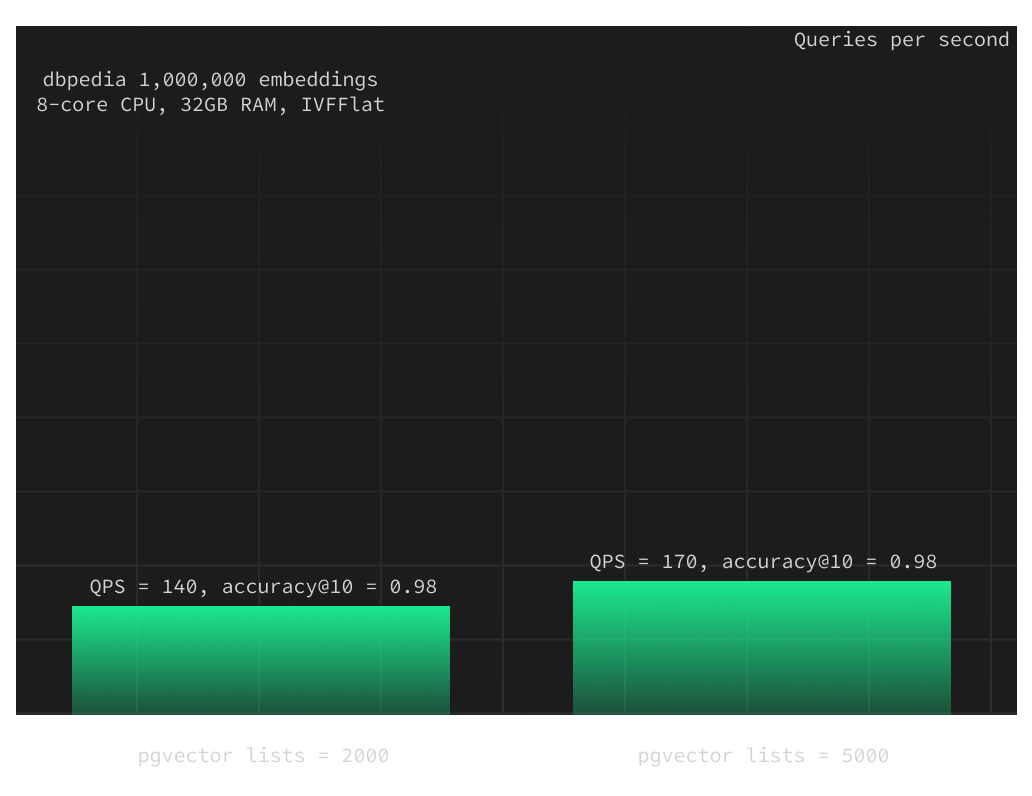 Queries per second
dbpedia 1,000,000 embeddings
8-core CPU, 32GB RAM, IVFFlat
QPS = 140, accuracy@10 = 0.98
QPS = 170, accuracy@10 = 0.98
pgvector lists = 2000
pgvector lists = 5000